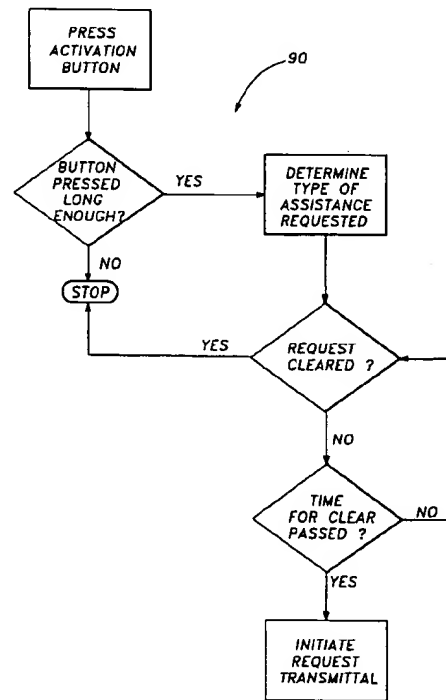 PRESS
ACTIVATION
BUTTON
90
BUTTON
PRESSED
LONG
ENOUGH?
YES
DETERMINE
TYPE OF
ASSISTANCE
REQUESTED
NO
STOP
YES
REQUEST
CLEARED ?
NO
TIME
FOR CLEAR
PASSED ?
NO
YES
INITIATE
REQUEST
TRANSMITTAL